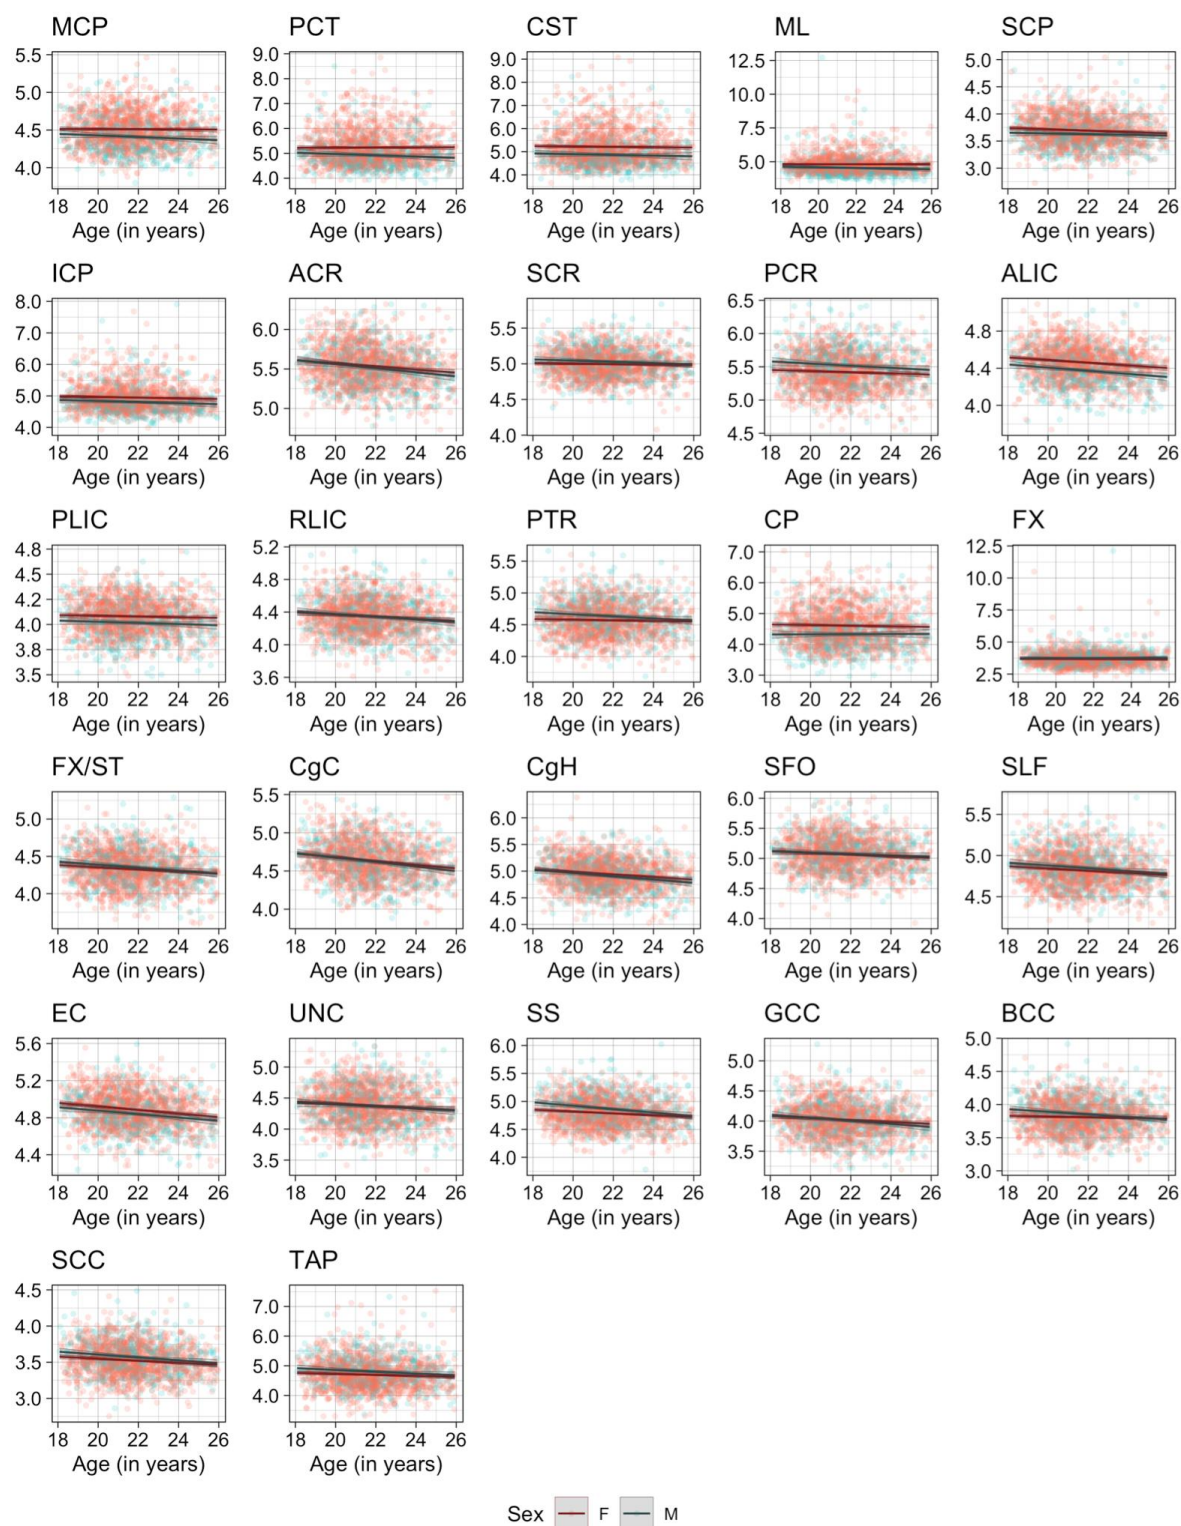 MCP PCT CST ML SCP
5.5 9.0 9.0 12.5 5.0
5.0 8.0 8.0 10.0 4.5
4.5 7.0 7.0 7.5 4.0
4.0 6.0 6.0 5.0 3.5
5.0 5.0 3.0
4.0 4.0
18 20 22 24 26 18 20 22 24 26 18 20 22 24 26 18 20 22 24 26 18 20 22 24 26
Age (in years) Age (in years) Age (in years) Age (in years) Age (in years)
ICP ACR SCR PCR ALIC
8.0 6.0 5.5 6.5 4.8
7.0 5.5 5.0 6.0 4.4
6.0 5.0 4.5 5.5 4.0
5.0 4.0 5.0
4.0 4.5
18 20 22 24 26 18 20 22 24 26 18 20 22 24 26 18 20 22 24 26 18 20 22 24 26
Age (in years) Age (in years) Age (in years) Age (in years) Age (in years)
PLIC RLIC PTR CP FX
4.8 5.2 5.5 7.0 12.5
4.5 4.8 5.0 6.0 10.0
4.2 4.4 4.5 5.0 7.5
4.0 4.0 4.0 4.0 5.0
3.8 3.6 3.0 2.5
3.5
18 20 22 24 26 18 20 22 24 26 18 20 22 24 26 18 20 22 24 26 18 20 22 24 26
Age (in years) Age (in years) Age (in years) Age (in years) Age (in years)
FX/ST CgC CgH SFO SLF
5.0 5.5 6.0 6.0 5.5
4.5 5.0 5.5 5.5 5.0
4.0 4.5 5.0 5.0 4.5
4.0 4.5 4.5
4.0 4.0
18 20 22 24 26 18 20 22 24 26 18 20 22 24 26 18 20 22 24 26 18 20 22 24 26
Age (in years) Age (in years) Age (in years) Age (in years) Age (in years)
EC UNC SS GCC BCC
5.6 5.0 6.0 5.0 5.0
5.2 4.5 5.5 4.5 4.5
4.8 4.0 5.0 4.0 4.0
4.4 3.5 4.5 3.5 3.5
4.0 3.0
18 20 22 24 26 18 20 22 24 26 18 20 22 24 26 18 20 22 24 26 18 20 22 24 26
Age (in years) Age (in years) Age (in years) Age (in years) Age (in years)
SCC TAP
4.5 7.0
4.0 6.0
3.5 5.0
3.0 4.0
18 20 22 24 26 18 20 22 24 26
Age (in years) Age (in years)
Sex F M